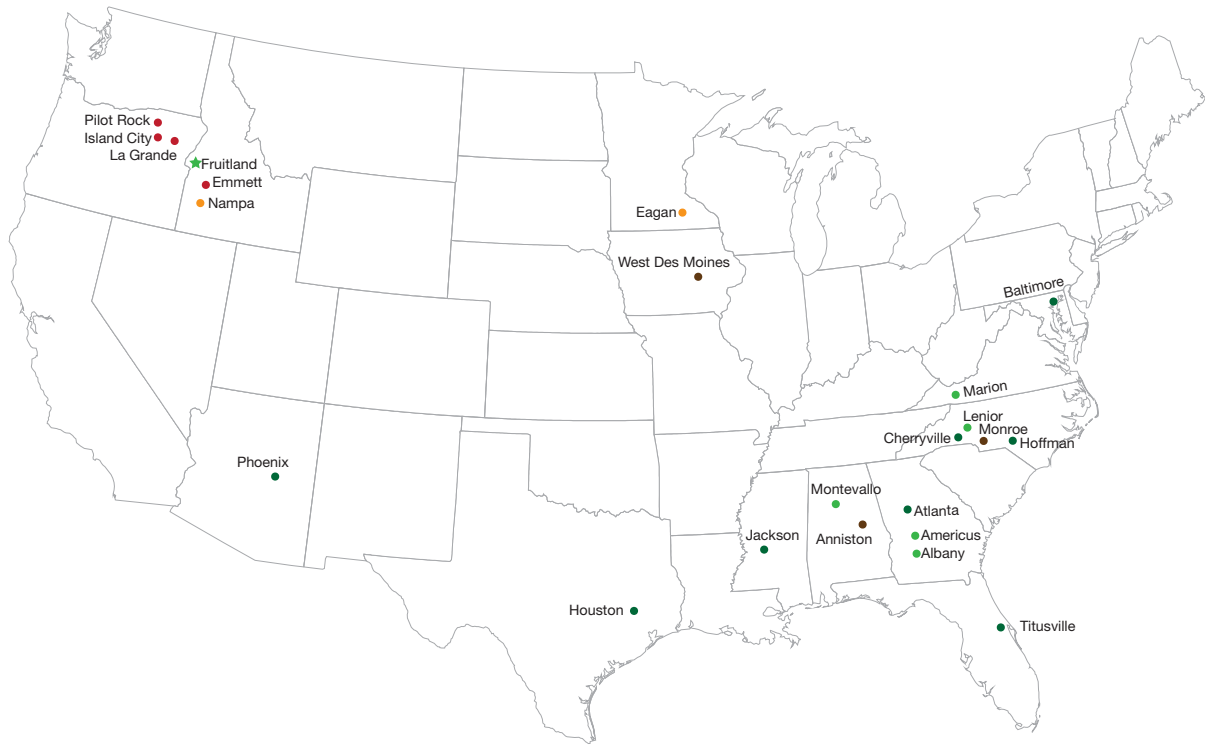 Pilot Rock
Island City
La Grande
Fruitland
Emmett
Nampa
Eagan
West Des Moines
Baltimore
Marion
Lenior
Monroe
Cherryville
Hoffman
Phoenix
Montevallo
Atlanta
Jackson
Anniston
Americus
Albany
Houston
Titusville